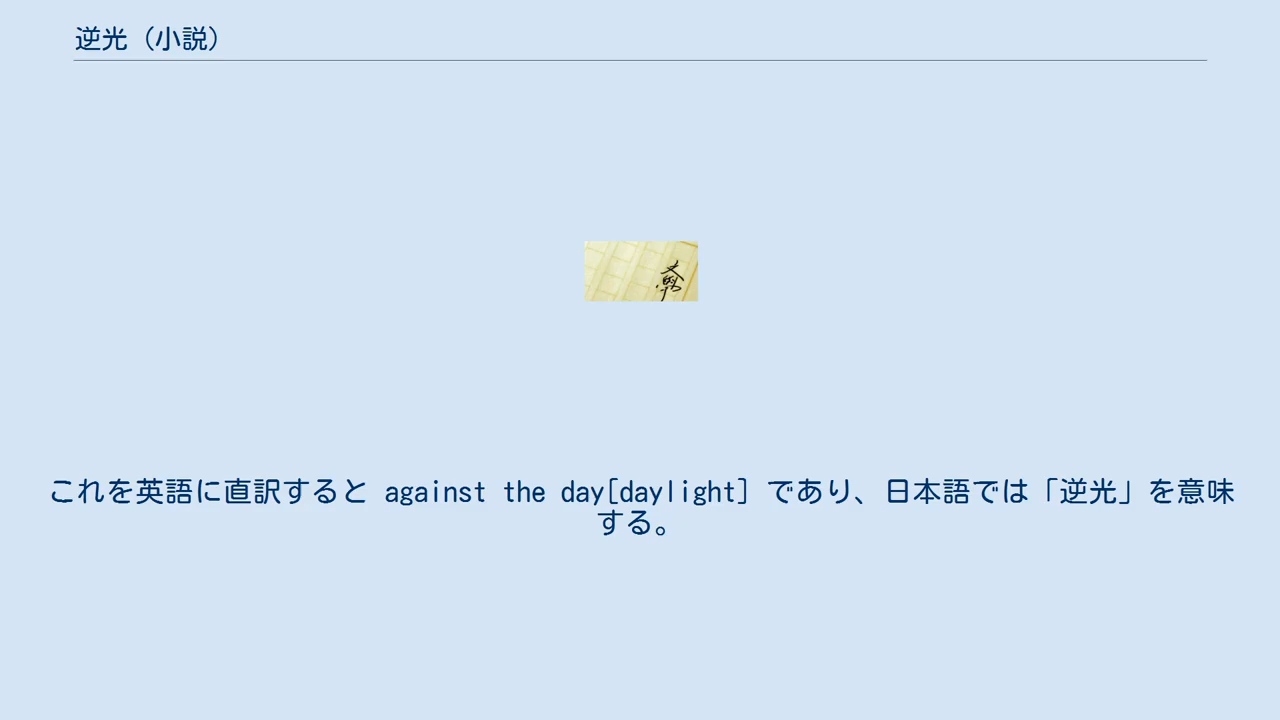 逆光（小説）
これを英語に直訳すると against the day[daylight] であり、日本語では「逆光」を意味
する。